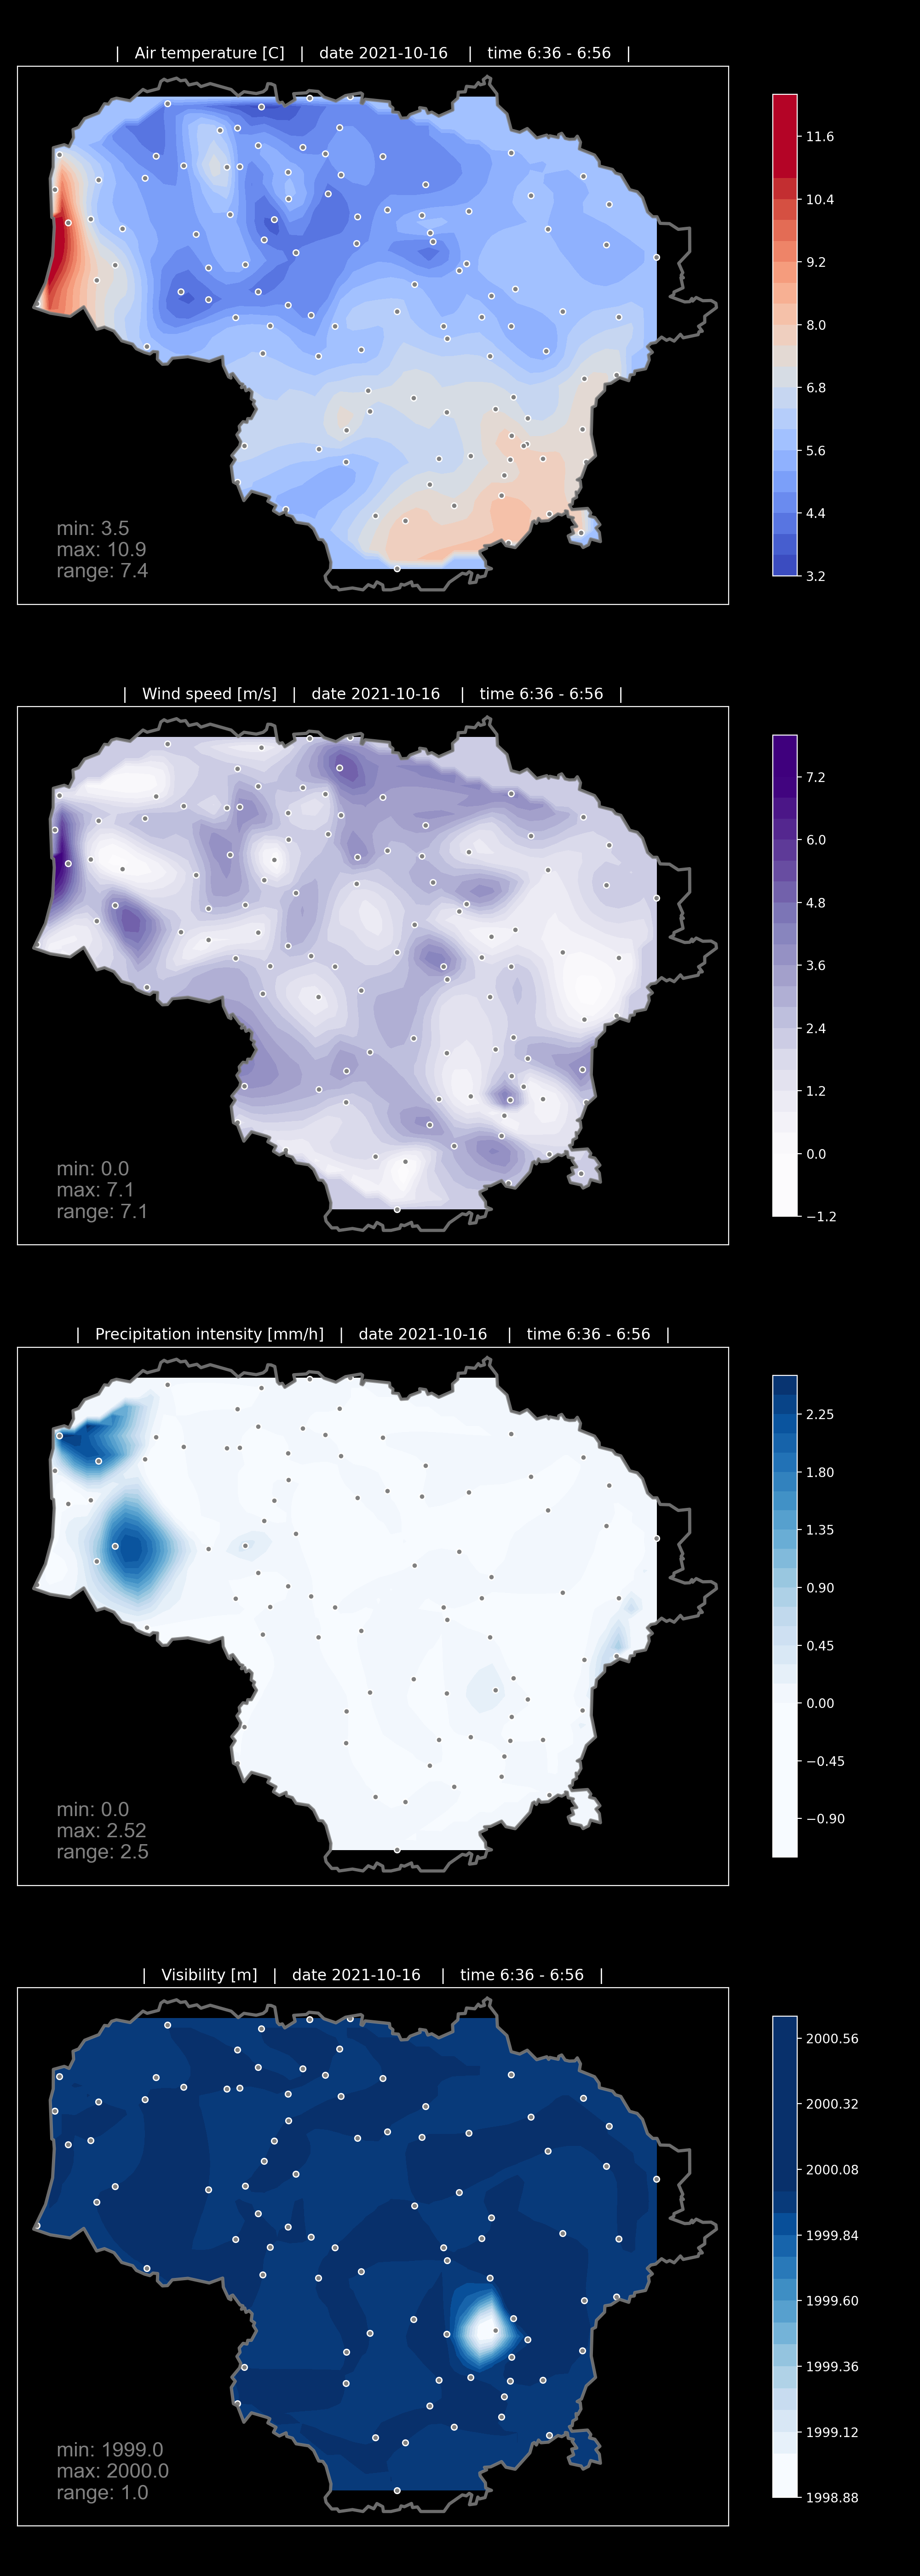 |   Air temperature [C]   |   date 2021-10-16   |   time 6:36 - 6:56   |
11.6
10.4
9.2
8.0
6.8
5.6
4.4
3.2
min: 3.5
max: 10.9
range: 7.4
|   Wind speed [m/s]   |   date 2021-10-16   |   time 6:36 - 6:56   |
7.2
6.0
4.8
3.6
2.4
1.2
0.0
−1.2
min: 0.0
max: 7.1
range: 7.1
|   Precipitation intensity [mm/h]   |   date 2021-10-16   |   time 6:36 - 6:56   |
2.25
1.80
1.35
0.90
0.45
0.00
−0.45
−0.90
min: 0.0
max: 2.52
range: 2.5
|   Visibility [m]   |   date 2021-10-16   |   time 6:36 - 6:56   |
2000.56
2000.32
2000.08
1999.84
1999.60
1999.36
1999.12
1998.88
min: 1999.0
max: 2000.0
range: 1.0